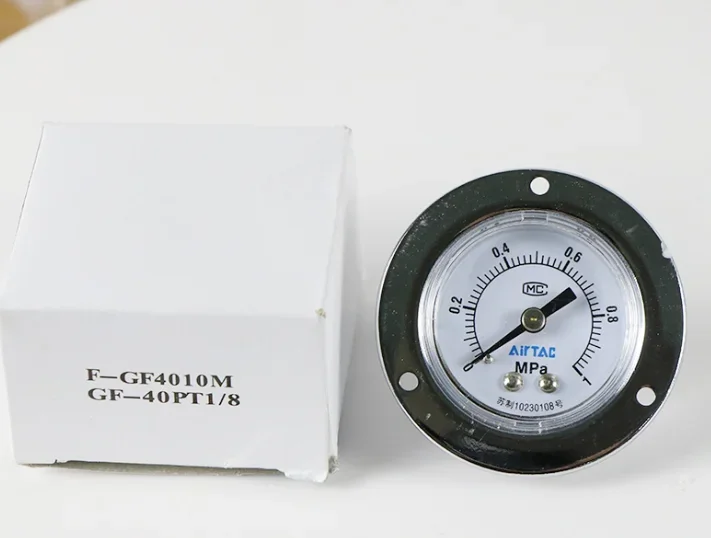 F-GF4010M
GF-40PT1/8
0
0.2
0.4
0.6
0.8
1
MC
AirTAC
MPa
苏制10230108号